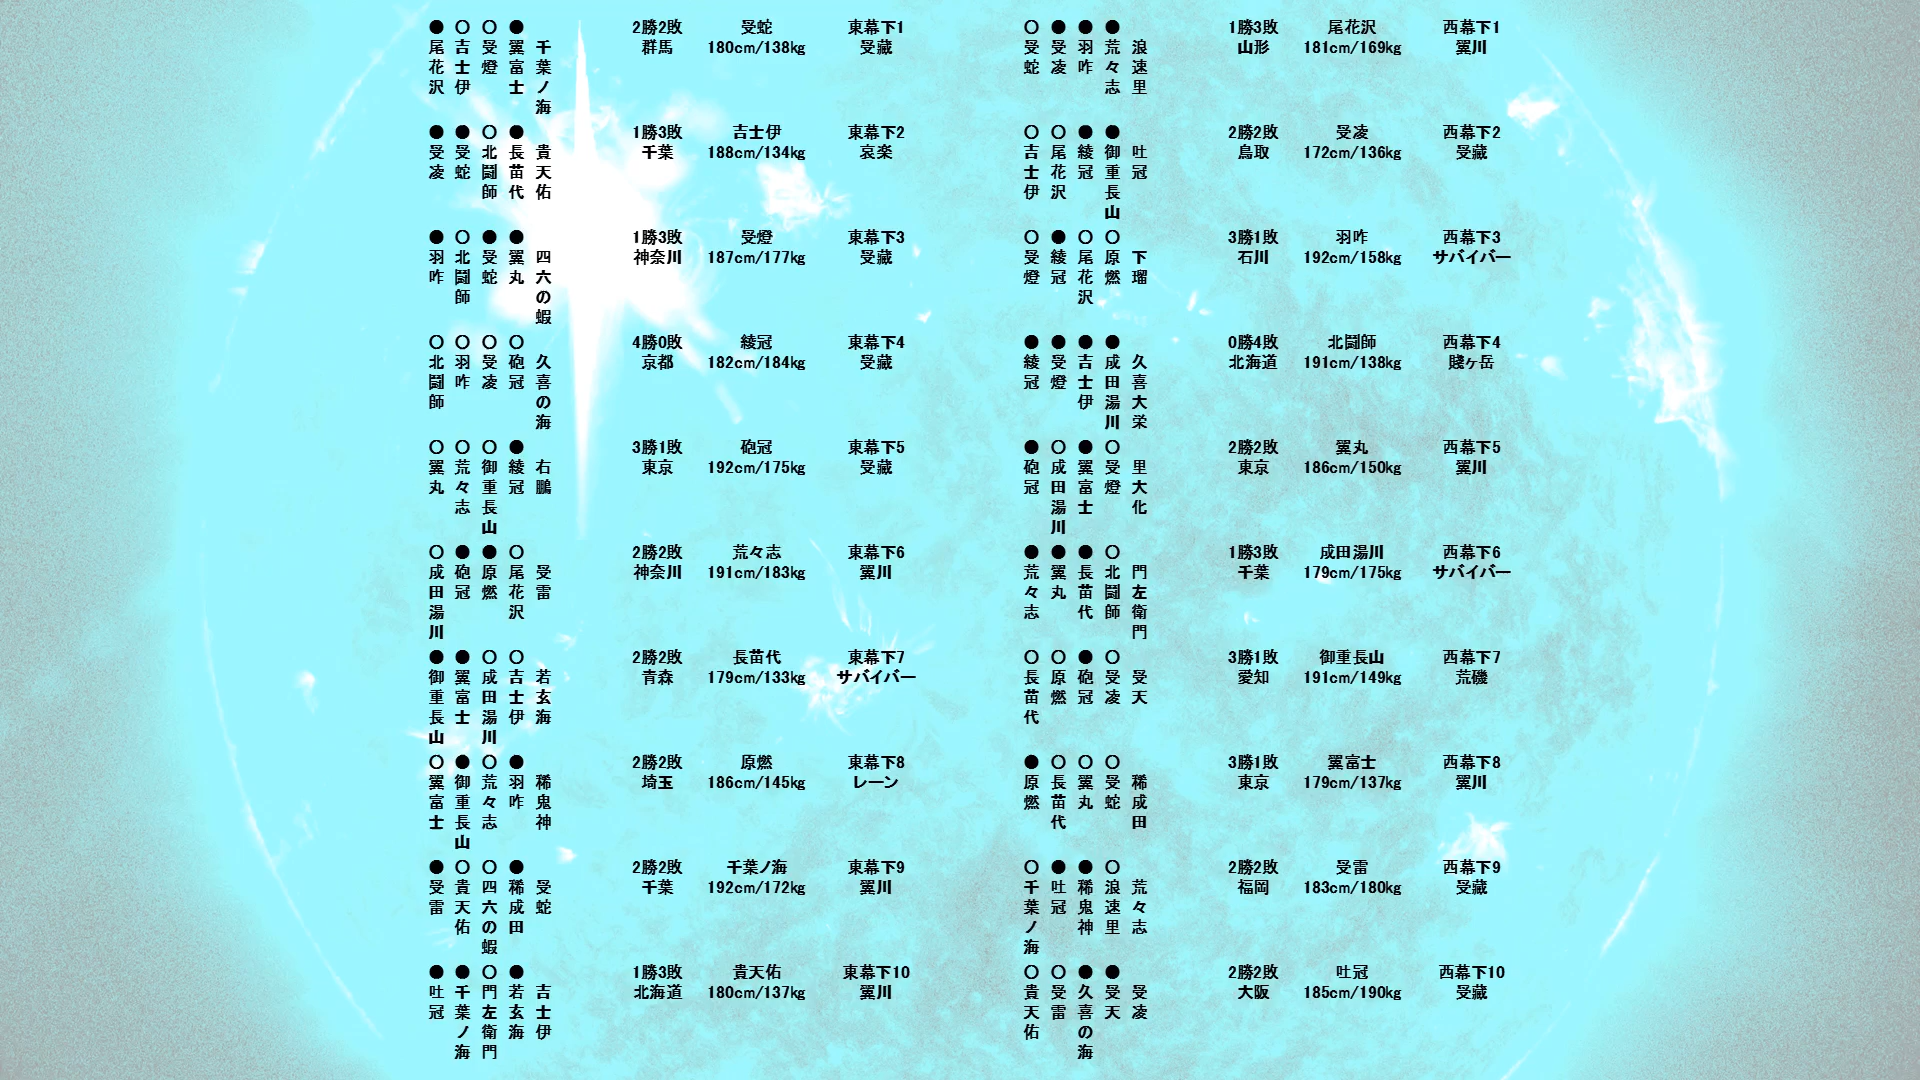 ●尾花沢 ○吉士伊 ○受燈 ●翼富士 千葉ノ海
2勝2敗 受蛇 東幕下1
群馬 180cm/138kg 受藏
○受蛇 ●受凌 ●羽咋 ●荒々志 浪速里
1勝3敗 尾花沢 西幕下1
山形 181cm/169kg 翼川
●受凌 ●受蛇 ○北闘師 ●長苗代 貴天佑
1勝3敗 吉士伊 東幕下2
千葉 188cm/134kg 哀楽
○吉士伊 ○尾花沢 ●綾冠 ●御重長山 吐冠
2勝2敗 受凌 西幕下2
鳥取 172cm/136kg 受藏
●羽咋 ○北闘師 ●受蛇 ●翼丸 四六の蝦
1勝3敗 受燈 東幕下3
神奈川 187cm/177kg 受藏
○受燈 ●綾冠 ○尾花沢 ○原燃 下瑠
3勝1敗 羽咋 西幕下3
石川 192cm/158kg サバイバー
○北闘師 ○羽咋 ○受凌 ○砲冠 久喜の海
4勝0敗 綾冠 東幕下4
京都 182cm/184kg 受藏
●綾冠 ●受燈 ●吉士伊 ●成田湯川 久喜大栄
0勝4敗 北闘師 西幕下4
北海道 191cm/138kg 賤ヶ岳
○翼丸 ○荒々志 ○御重長山 ●綾冠 右鵬
3勝1敗 砲冠 東幕下5
東京 192cm/175kg 受藏
●砲冠 ○成田湯川 ●翼富士 ○受燈 里大化
2勝2敗 翼丸 西幕下5
東京 186cm/150kg 翼川
○成田湯川 ●砲冠 ●原燃 ○尾花沢 受雷
2勝2敗 荒々志 東幕下6
神奈川 191cm/183kg 翼川
●荒々志 ●翼丸 ●長苗代 ○北闘師 門左衛門
1勝3敗 成田湯川 西幕下6
千葉 179cm/175kg サバイバー
●御重長山 ●翼富士 ○成田湯川 ○吉士伊 若玄海
2勝2敗 長苗代 東幕下7
青森 179cm/133kg サバイバー
○長苗代 ○原燃 ●砲冠 ○受凌 受天
3勝1敗 御重長山 西幕下7
愛知 191cm/149kg 荒磯
○翼富士 ●御重長山 ○荒々志 ●羽咋 稀鬼神
2勝2敗 原燃 東幕下8
埼玉 186cm/145kg レーン
●原燃 ○長苗代 ○翼丸 ○受蛇 稀成田
3勝1敗 翼富士 西幕下8
東京 179cm/137kg 翼川
●受雷 ○貴天佑 ○四六の蝦 ●稀成田 受蛇
2勝2敗 千葉ノ海 東幕下9
千葉 192cm/172kg 翼川
○千葉ノ海 ●吐冠 ●稀鬼神 ○浪速里 荒々志
2勝2敗 受雷 西幕下9
福岡 183cm/180kg 受藏
●吐冠 ●千葉ノ海 ○門左衛門 ●若玄海 吉士伊
1勝3敗 貴天佑 東幕下10
北海道 180cm/137kg 翼川
○貴天佑 ○受雷 ●久喜の海 ●受天 受凌
2勝2敗 吐冠 西幕下10
大阪 185cm/190kg 受藏